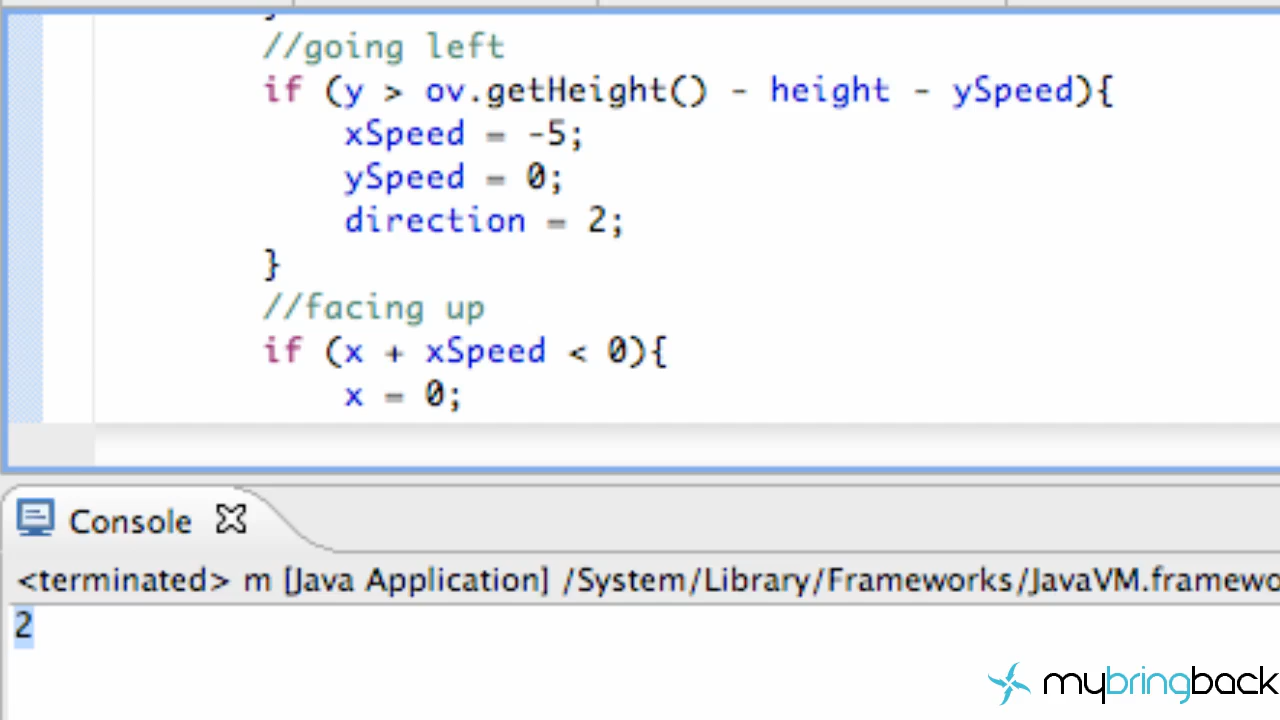 }
//going left
if (y > ov.getHeight() - height - ySpeed){
xSpeed = -5;
ySpeed = 0;
direction = 2;
}
//facing up
if (x + xSpeed < 0){
x = 0;
Console
<terminated> m [Java Application] /System/Library/Frameworks/JavaVM.framewo
2
mybringback